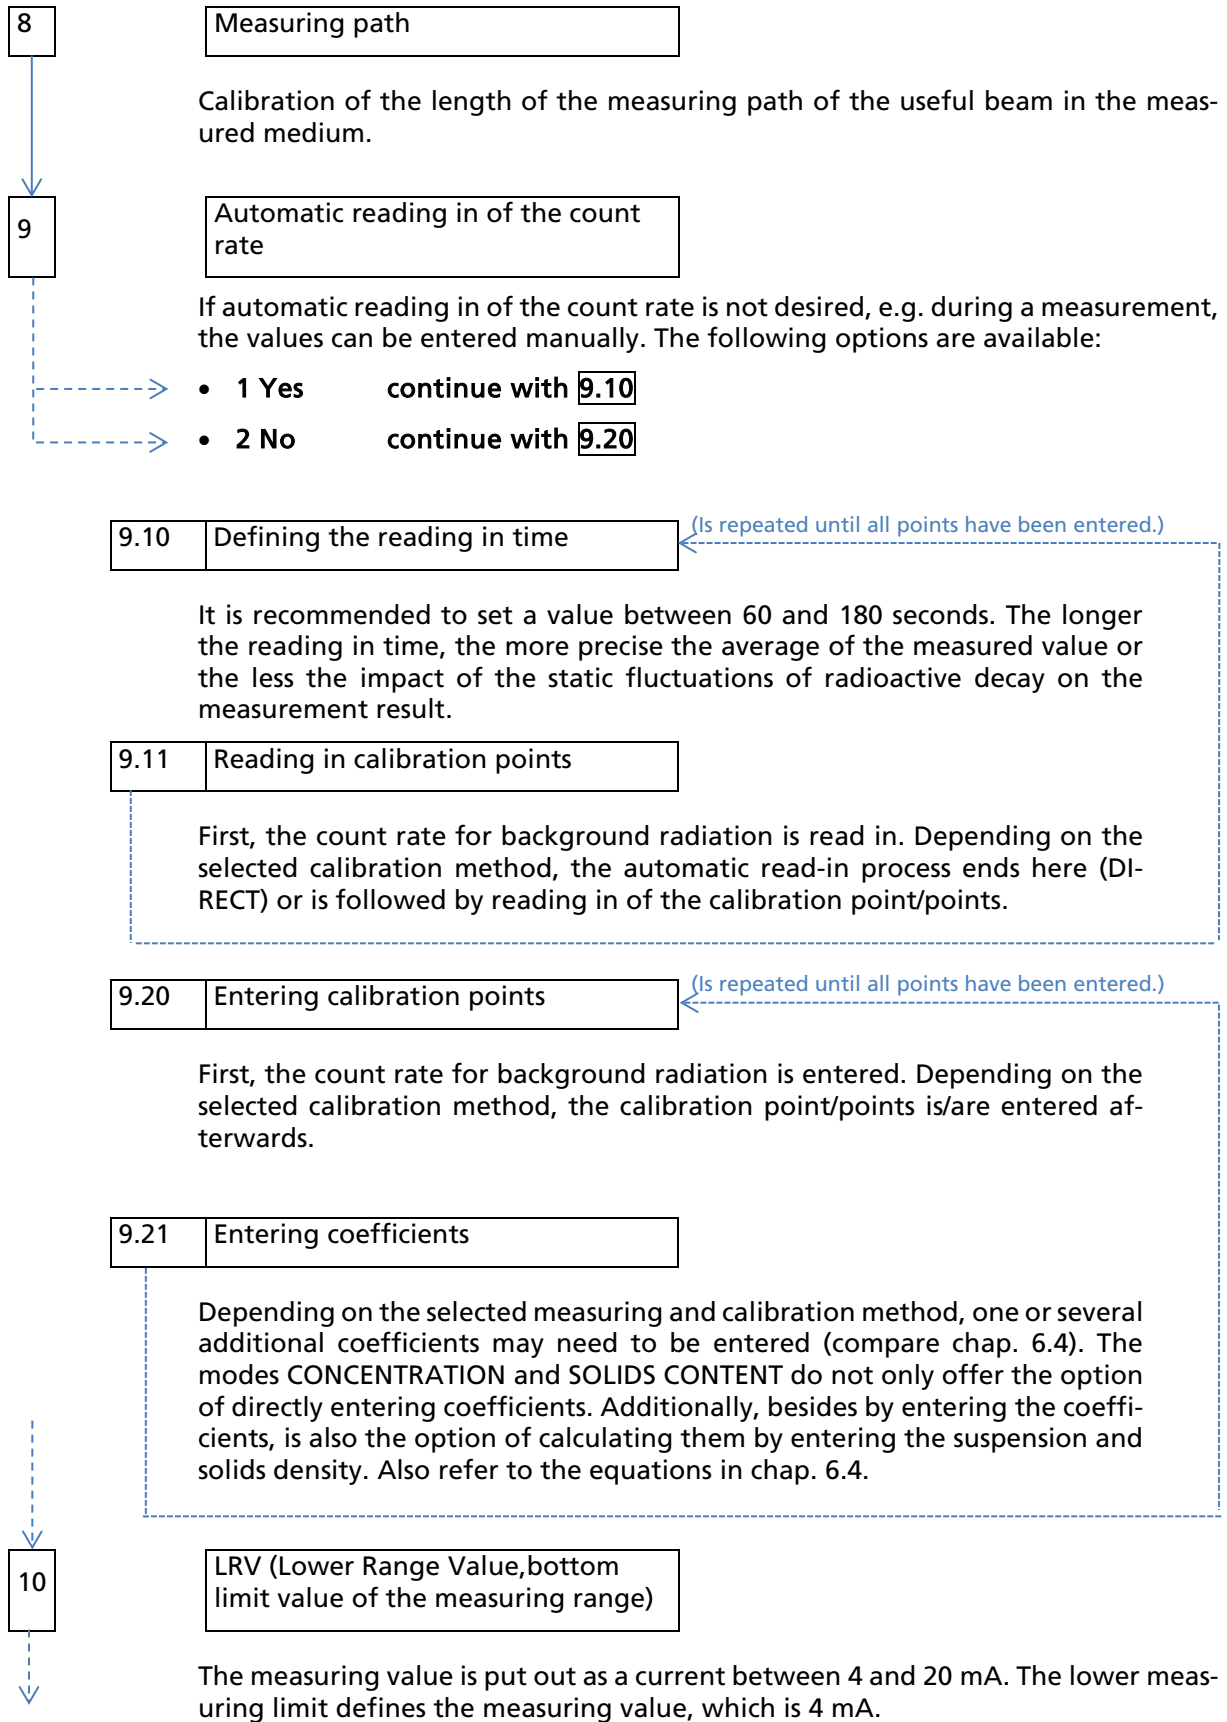 8
Measuring path
Calibration of the length of the measuring path of the useful beam in the meas-
ured medium.
9
Automatic reading in of the count
rate
If automatic reading in of the count rate is not desired, e.g. during a measurement,
the values can be entered manually. The following options are available:
• 1 Yes continue with 9.10
• 2 No continue with 9.20
9.10 Defining the reading in time
(Is repeated until all points have been entered.)
It is recommended to set a value between 60 and 180 seconds. The longer
the reading in time, the more precise the average of the measured value or
the less the impact of the static fluctuations of radioactive decay on the
measurement result.
9.11 Reading in calibration points
First, the count rate for background radiation is read in. Depending on the
selected calibration method, the automatic read-in process ends here (DI-
RECT) or is followed by reading in of the calibration point/points.
9.20 Entering calibration points
(Is repeated until all points have been entered.)
First, the count rate for background radiation is entered. Depending on the
selected calibration method, the calibration point/points is/are entered af-
terwards.
9.21 Entering coefficients
Depending on the selected measuring and calibration method, one or several
additional coefficients may need to be entered (compare chap. 6.4). The
modes CONCENTRATION and SOLIDS CONTENT do not only offer the option
of directly entering coefficients. Additionally, besides by entering the coeffi-
cients, is also the option of calculating them by entering the suspension and
solids density. Also refer to the equations in chap. 6.4.
10
LRV (Lower Range Value,bottom
limit value of the measuring range)
The measuring value is put out as a current between 4 and 20 mA. The lower meas-
uring limit defines the measuring value, which is 4 mA.